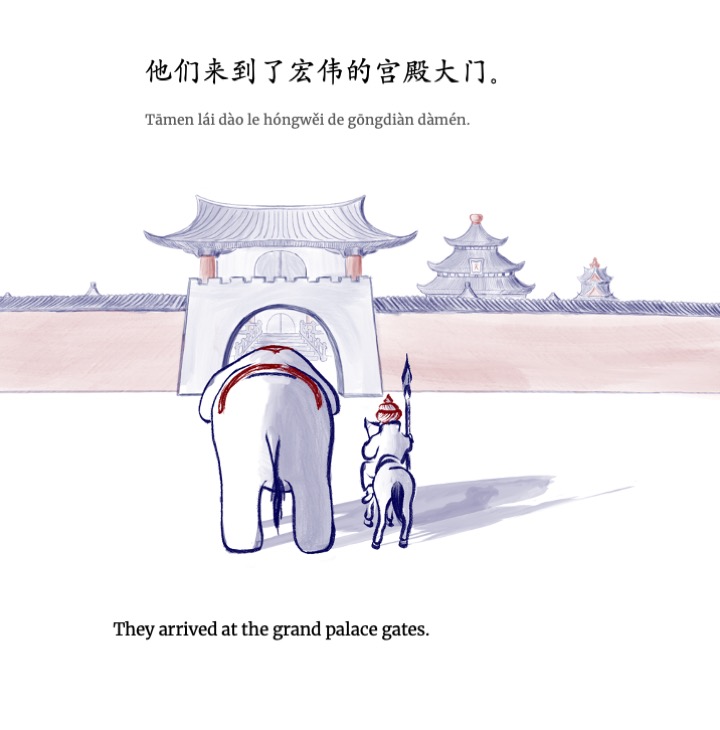 他们来到了宏伟的宫殿大门。
Tāmen lái dào le hóngwěi de gōngdiàn dàmén.
They arrived at the grand palace gates.